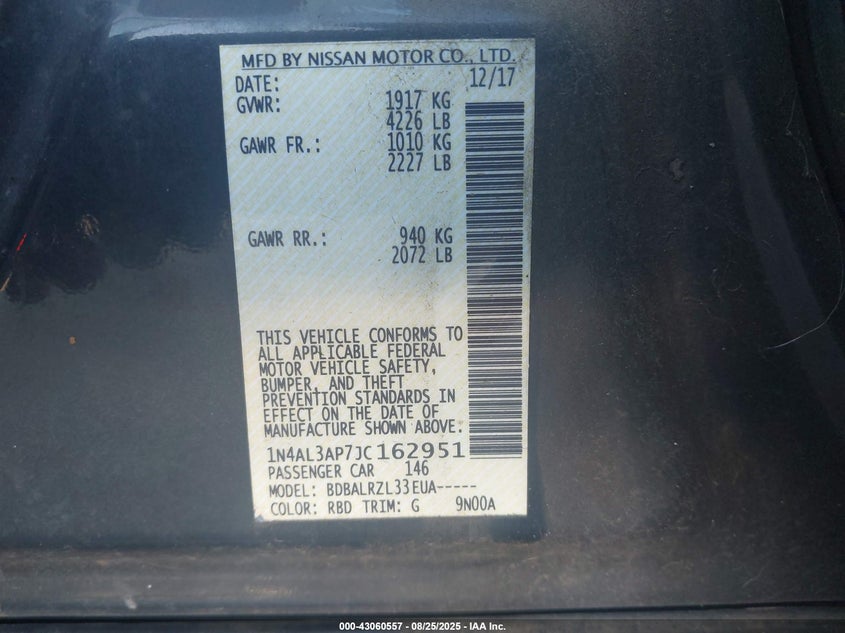 MFD BY NISSAN MOTOR CO., LTD.
DATE: 12/17
GVWR: 1917 KG
4226 LB
GAWR FR.: 1010 KG
2227 LB
GAWR RR.: 940 KG
2072 LB
THIS VEHICLE CONFORMS TO
ALL APPLICABLE FEDERAL
MOTOR VEHICLE SAFETY,
BUMPER, AND THEFT
PREVENTION STANDARDS IN
EFFECT ON THE DATE OF
MANUFACTURE SHOWN ABOVE:
1N4AL3AP7JC162951
PASSENGER CAR 146
MODEL: BDBALRZL33EUA-----
COLOR: RBD TRIM: G 9N00A
000-43060557 - 08/25/2025 - IAA Inc.